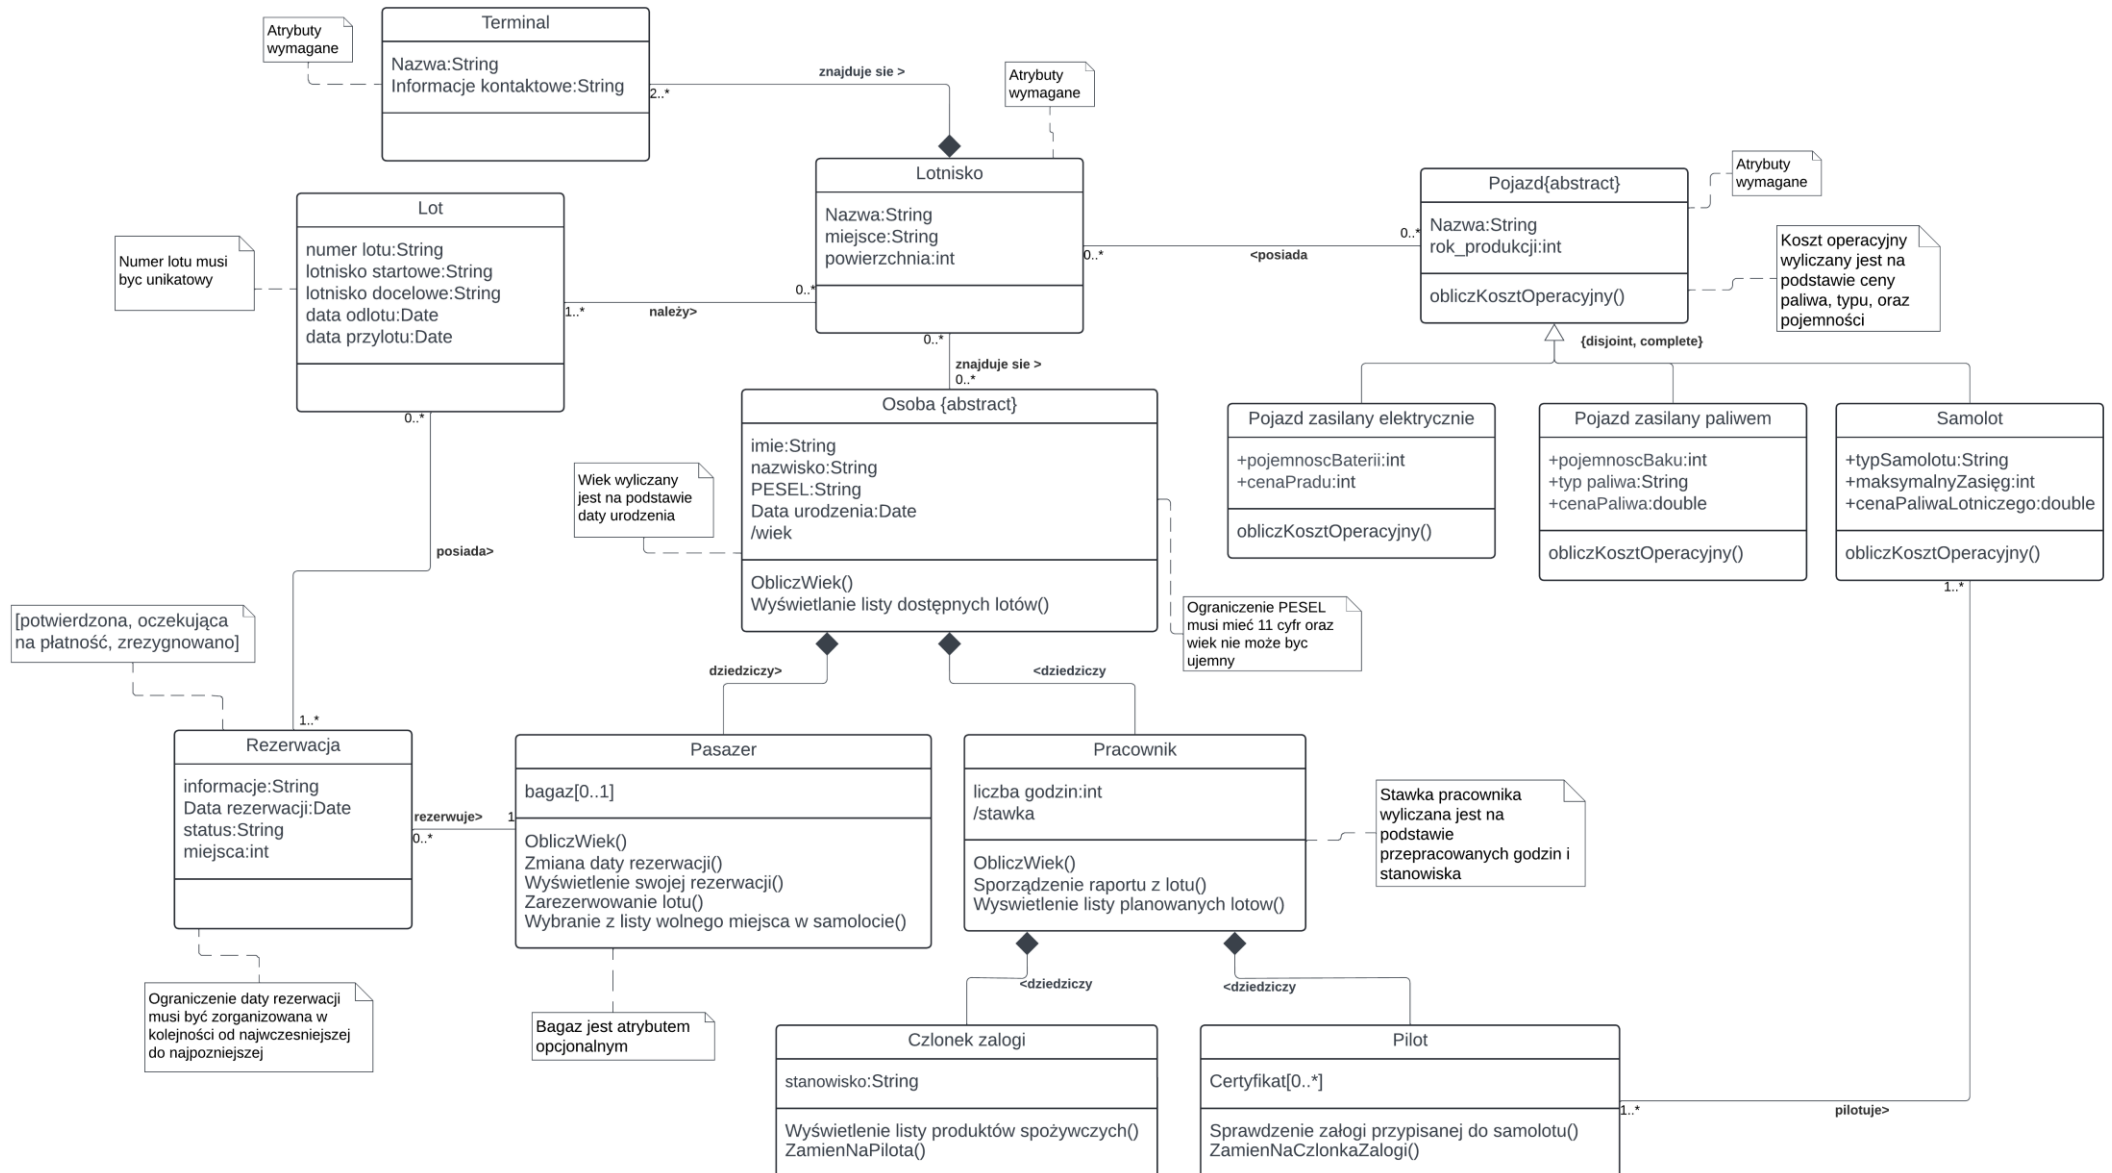 Terminal
Nazwa:String
Informacje kontaktowe:String
Atrybuty
wymagane
znajduje sie >
2..*
Atrybuty
wymagane
Lotnisko
Nazwa:String
miejsce:String
powierzchnia:int
Pojazd{abstract}
Nazwa:String
rok_produkcji:int
obliczKosztOperacyjny()
Atrybuty
wymagane
Koszt operacyjny
wyliczany jest na
podstawie ceny
paliwa, typu, oraz
pojemności
0..*
0..*
<posiada
Lot
numer lotu:String
lotnisko startowe:String
lotnisko docelowe:String
data odlotu:Date
data przylotu:Date
Numer lotu musi
byc unikatowy
0..*
1..*
należy>
0..*
znajduje sie >
0..*
{disjoint, complete}
Osoba {abstract}
imie:String
nazwisko:String
PESEL:String
Data urodzenia:Date
/wiek
ObliczWiek()
Wyświetlanie listy dostępnych lotów()
Wiek wyliczany
jest na podstawie
daty urodzenia
Ograniczenie PESEL
musi mieć 11 cyfr oraz
wiek nie może byc
ujemny
Pojazd zasilany elektrycznie
+pojemnoscBaterii:int
+cenaPradu:int
obliczKosztOperacyjny()
Pojazd zasilany paliwem
+pojemnoscBaku:int
+typ paliwa:String
+cenaPaliwa:double
obliczKosztOperacyjny()
Samolot
+typSamolotu:String
+maksymalnyZasięg:int
+cenaPaliwaLotniczego:double
obliczKosztOperacyjny()
1..*
0..*
posiada>
1..*
[potwierdzona, oczekująca
na płatność, zrezygnowano]
dziedziczy>
<dziedziczy
Rezerwacja
informacje:String
Data rezerwacji:Date
status:String
miejsca:int
rezerwuje>
1
0..*
Pasazer
bagaz[0..1]
ObliczWiek()
Zmiana daty rezerwacji()
Wyświetlenie swojej rezerwacji()
Zarezerwowanie lotu()
Wybranie z listy wolnego miejsca w samolocie()
Pracownik
liczba godzin:int
/stawka
ObliczWiek()
Sporządzenie raportu z lotu()
Wyswietlenie listy planowanych lotow()
Stawka pracownika
wyliczana jest na
podstawie
przepracowanych godzin i
stanowiska
Ograniczenie daty rezerwacji
musi być zorganizowana w
kolejności od najwczesniejszej
do najpozniejszej
Bagaz jest atrybutem
opcjonalnym
<dziedziczy
<dziedziczy
Czlonek zalogi
stanowisko:String
Wyświetlenie listy produktów spożywczych()
ZamienNaPilota()
Pilot
Certyfikat[0..*]
Sprawdzenie załogi przypisanej do samolotu()
ZamienNaCzlonkaZalogi()
1..*
pilotuje>